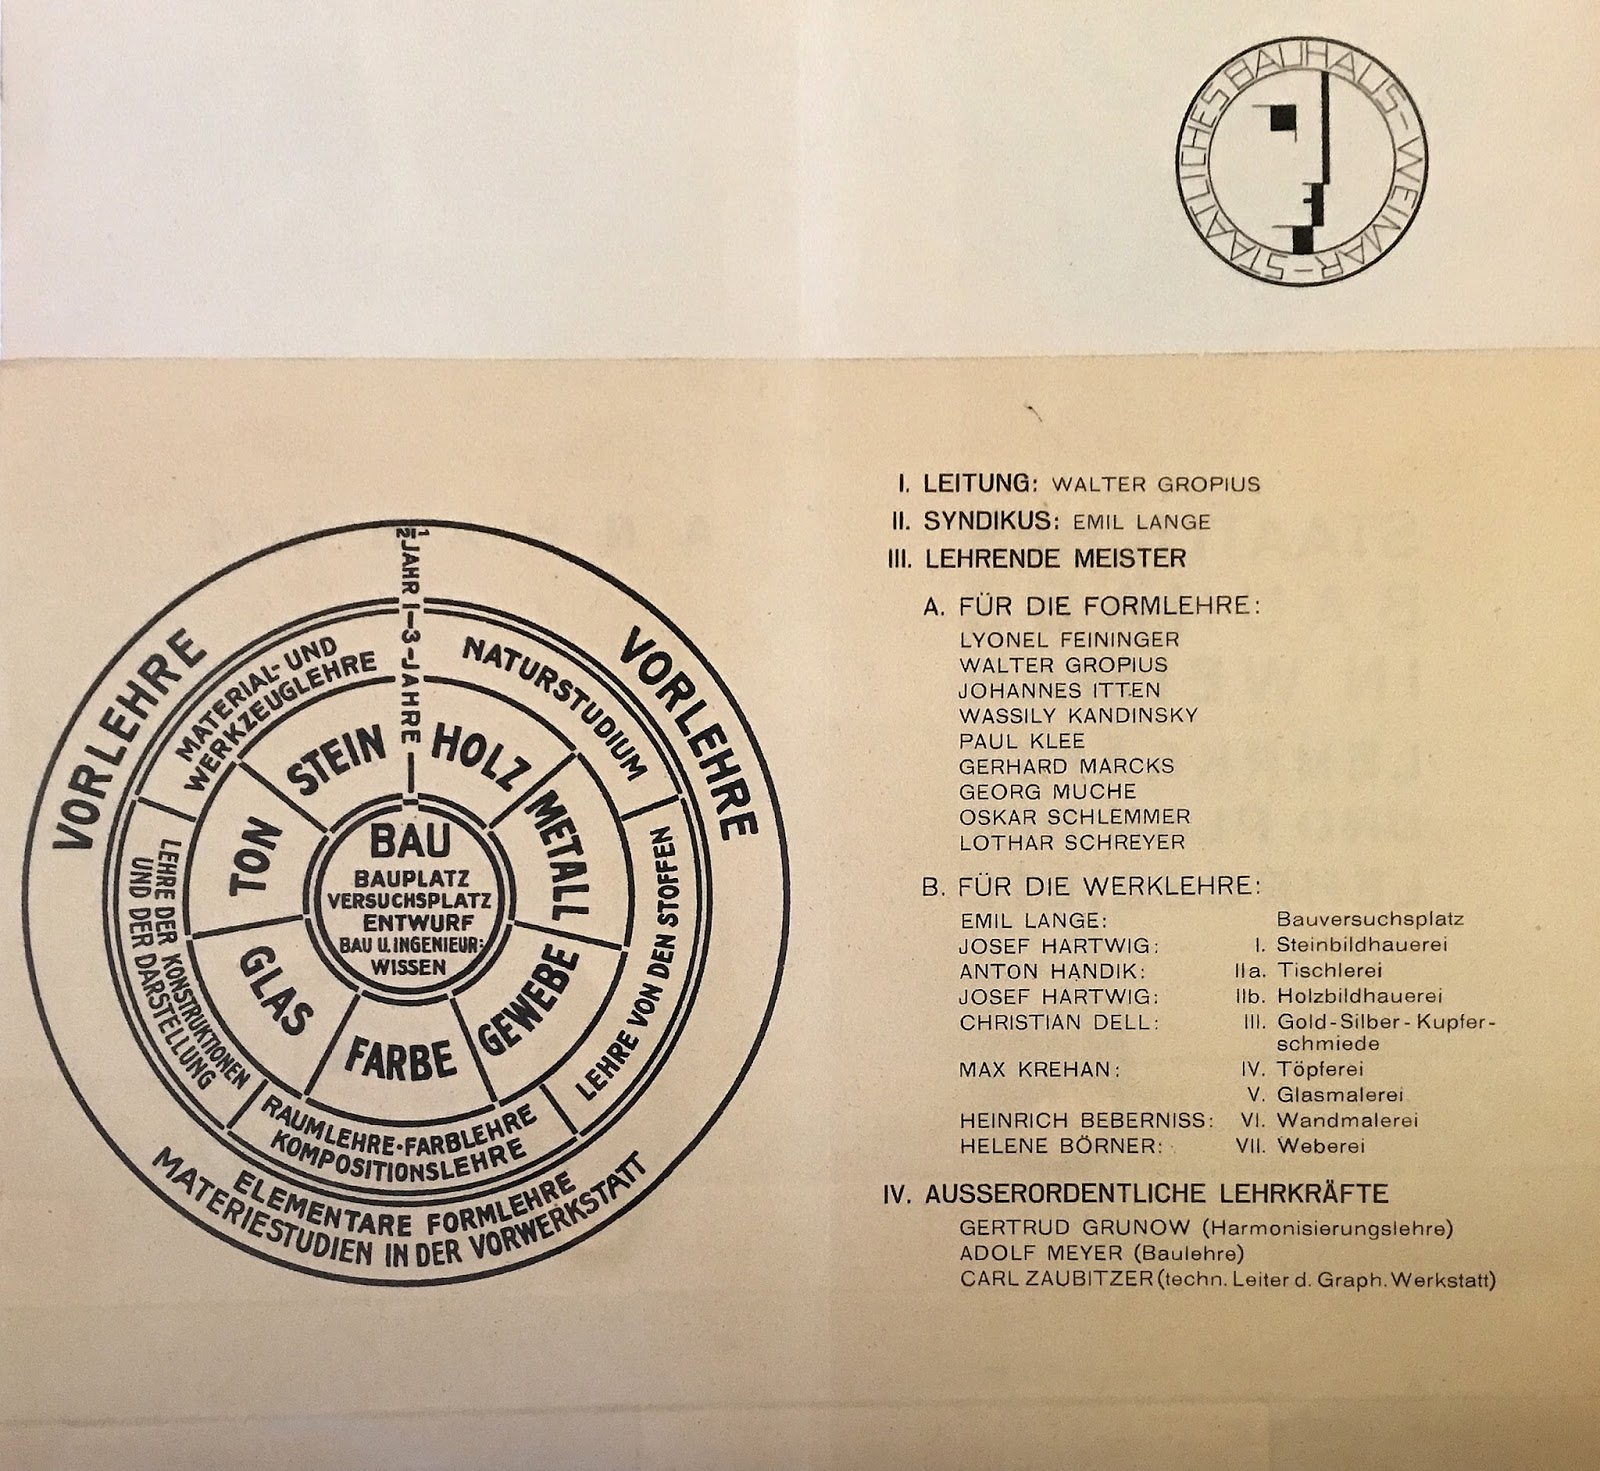 STAATLICHES BAUHAUS – WEIMAR –
VORLEHRE
VORLEHRE
½ JAHR
1–3–JAHRE
MATERIAL- UND
WERKZEUGLEHRE
NATURSTUDIUM
LEHRE VON DEN STOFFEN
RAUMLEHRE·FARBLEHRE
KOMPOSITIONSLEHRE
LEHRE DER KONSTRUKTIONEN
UND DER DARSTELLUNG
STEIN
HOLZ
METALL
GEWEBE
FARBE
GLAS
TON
BAU
BAUPLATZ
VERSUCHSPLATZ
ENTWURF
BAU U. INGENIEUR:
WISSEN
ELEMENTARE FORMLEHRE
MATERIESTUDIEN IN DER VORWERKSTATT
I. LEITUNG: WALTER GROPIUS
II. SYNDIKUS: EMIL LANGE
III. LEHRENDE MEISTER
A. FÜR DIE FORMLEHRE:
LYONEL FEININGER
WALTER GROPIUS
JOHANNES ITTEN
WASSILY KANDINSKY
PAUL KLEE
GERHARD MARCKS
GEORG MUCHE
OSKAR SCHLEMMER
LOTHAR SCHREYER
B. FÜR DIE WERKLEHRE:
EMIL LANGE: Bauversuchsplatz
JOSEF HARTWIG: I. Steinbildhauerei
ANTON HANDIK: IIa. Tischlerei
JOSEF HARTWIG: IIb. Holzbildhauerei
CHRISTIAN DELL: III. Gold-Silber-Kupfer-
schmiede
MAX KREHAN: IV. Töpferei
V. Glasmalerei
HEINRICH BEBERNISS: VI. Wandmalerei
HELENE BÖRNER: VII. Weberei
IV. AUSSERORDENTLICHE LEHRKRÄFTE
GERTRUD GRUNOW (Harmonisierungslehre)
ADOLF MEYER (Baulehre)
CARL ZAUBITZER (techn. Leiter d. Graph. Werkstatt)